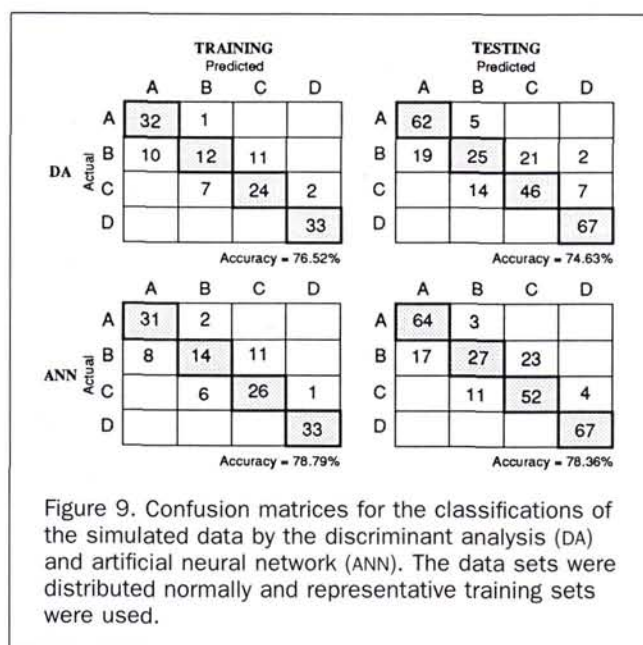 TRAINING
Predicted
A B C D
DA
Actual
A 32 1
B 10 12 11
C 7 24 2
D 33
Accuracy = 76.52%
TESTING
Predicted
A B C D
A 62 5
B 19 25 21 2
C 14 46 7
D 67
Accuracy = 74.63%
A B C D
ANN
Actual
A 31 2
B 8 14 11
C 6 26 1
D 33
Accuracy = 78.79%
A B C D
A 64 3
B 17 27 23
C 11 52 4
D 67
Accuracy = 78.36%
Figure 9. Confusion matrices for the classifications of
the simulated data by the discriminant analysis (DA)
and artificial neural network (ANN). The data sets were
distributed normally and representative training sets
were used.